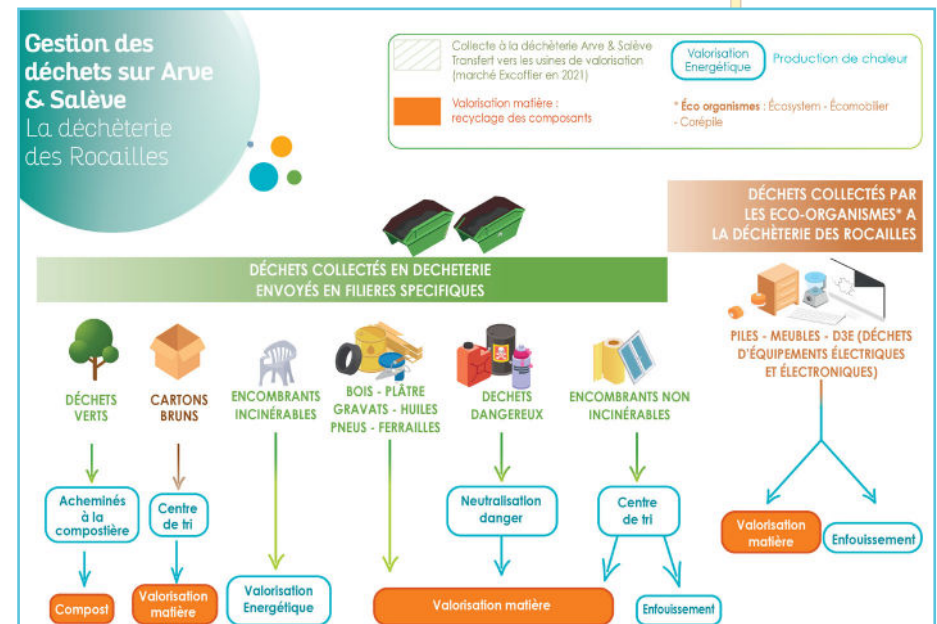 Gestion des
déchets sur Arve
& Salève
La déchèterie
des Rocailles
Collecte à la déchèterie Arve & Salève
Transfert vers les usines de valorisation
(marché Excoffier en 2021)
Valorisation matière :
recyclage des composants
Valorisation
Energétique
Production de chaleur
* Éco organismes : Écosystem - Écomobilier
- Corépile
DÉCHETS COLLECTÉS PAR
LES ECO-ORGANISMES* A
LA DÉCHÈTERIE DES ROCAILLES
DÉCHETS COLLECTÉS EN DECHETERIE
ENVOYÉS EN FILIERES SPECIFIQUES
DÉCHETS
VERTS
CARTONS
BRUNS
ENCOMBRANTS
INCINÉRABLES
BOIS - PLÂTRE
GRAVATS - HUILES
PNEUS - FERRAILLES
DECHETS
DANGEREUX
ENCOMBRANTS NON
INCINÉRABLES
PILES - MEUBLES - D3E (DÉCHETS
D'ÉQUIPEMENTS ÉLECTRIQUES
ET ÉLECTRONIQUES)
Acheminés
à la
compostière
Centre
de tri
Neutralisation
danger
Centre
de tri
Valorisation
matière
Enfouissement
Compost
Valorisation
matière
Valorisation
Energétique
Valorisation matière
Enfouissement